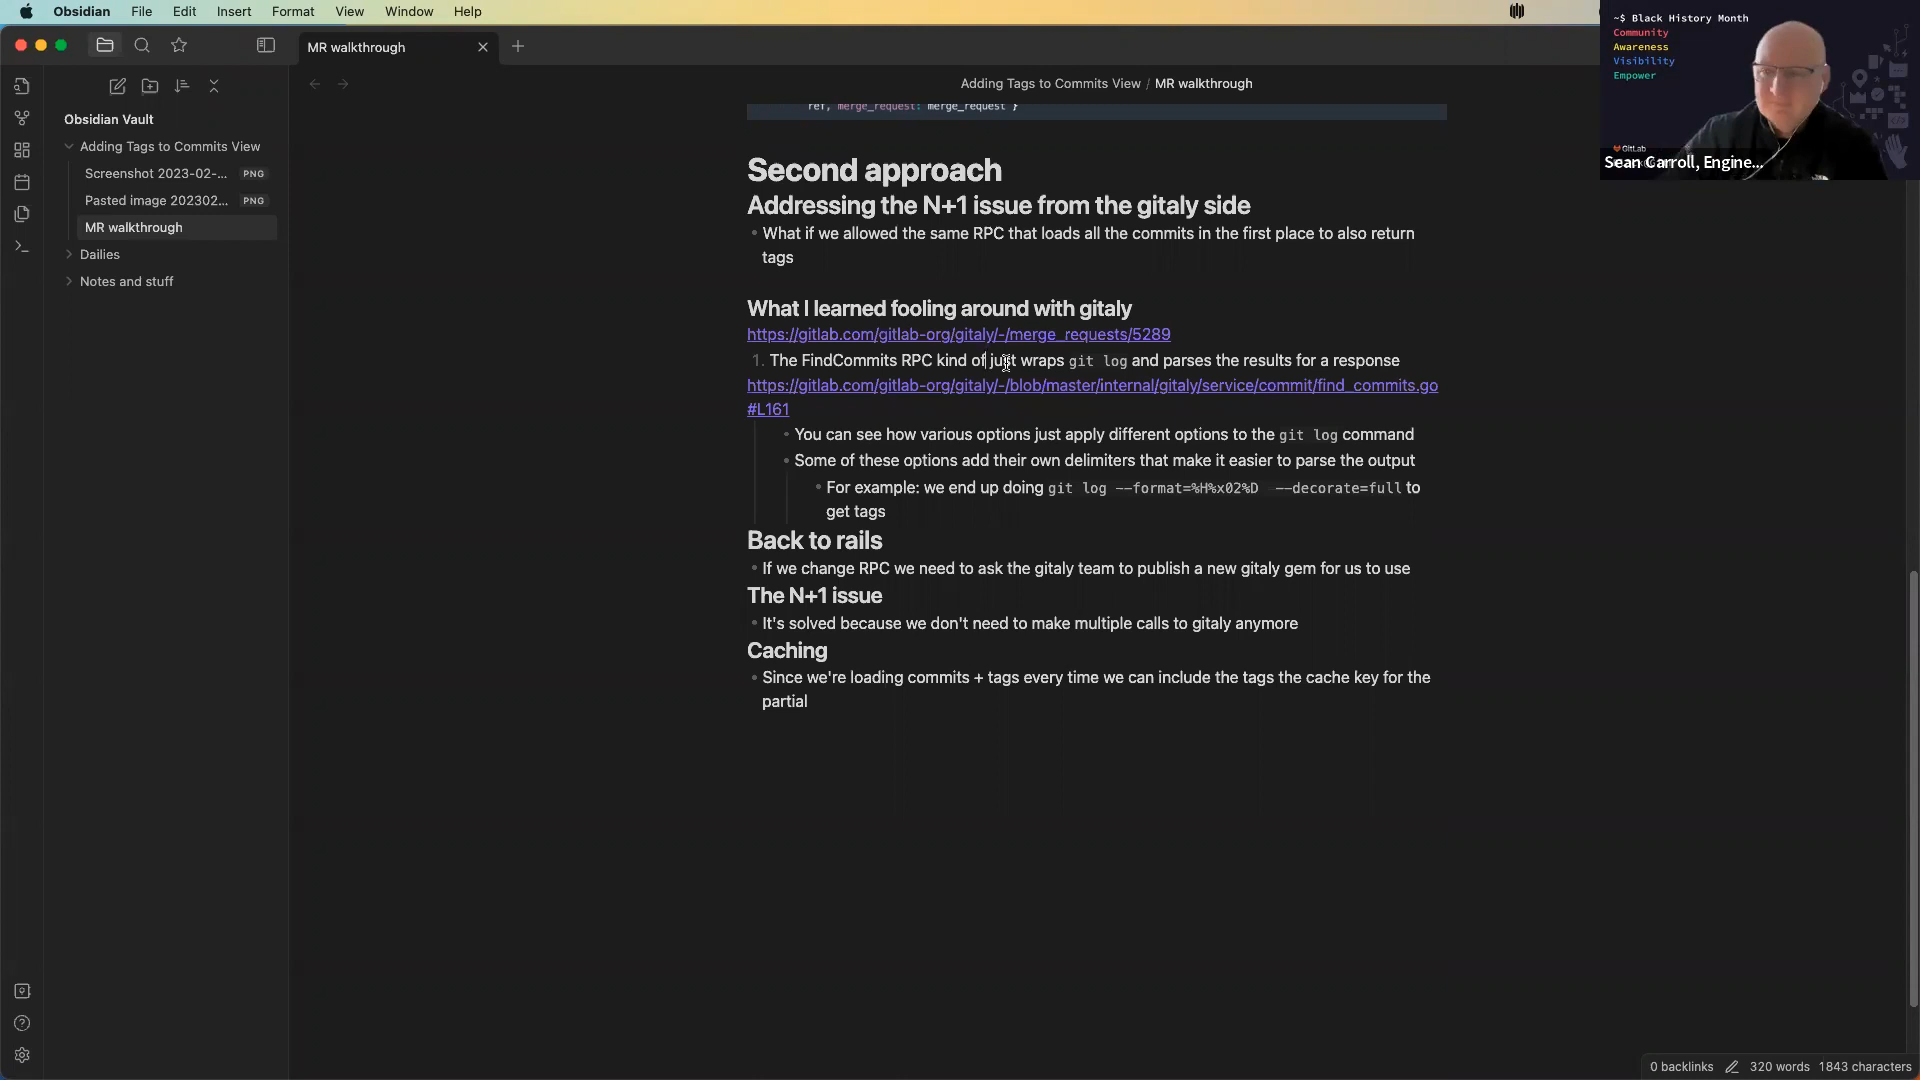 Obsidian File Edit Insert Format View Window Help
MR walkthrough
Adding Tags to Commits View / MR walkthrough
Obsidian Vault
Adding Tags to Commits View
Screenshot 2023-02-... PNG
Pasted image 202302... PNG
MR walkthrough
Dailies
Notes and stuff
ref, merge_request: merge_request }
Second approach
Addressing the N+1 issue from the gitaly side
• What if we allowed the same RPC that loads all the commits in the first place to also return
tags
What I learned fooling around with gitaly
https://gitlab.com/gitlab-org/gitaly/-/merge_requests/5289
1. The FindCommits RPC kind of just wraps git log and parses the results for a response
https://gitlab.com/gitlab-org/gitaly/-/blob/master/internal/gitaly/service/commit/find_commits.go
#L161
• You can see how various options just apply different options to the git log command
• Some of these options add their own delimiters that make it easier to parse the output
• For example: we end up doing git log --format=%H%x02%D --decorate=full to
get tags
Back to rails
• If we change RPC we need to ask the gitaly team to publish a new gitaly gem for us to use
The N+1 issue
• It's solved because we don't need to make multiple calls to gitaly anymore
Caching
• Since we're loading commits + tags every time we can include the tags the cache key for the
partial
~$ Black History Month
Community
Awareness
Visibility
Empower
GitLab
Sean Carroll, Engine...
0 backlinks 320 words 1843 characters